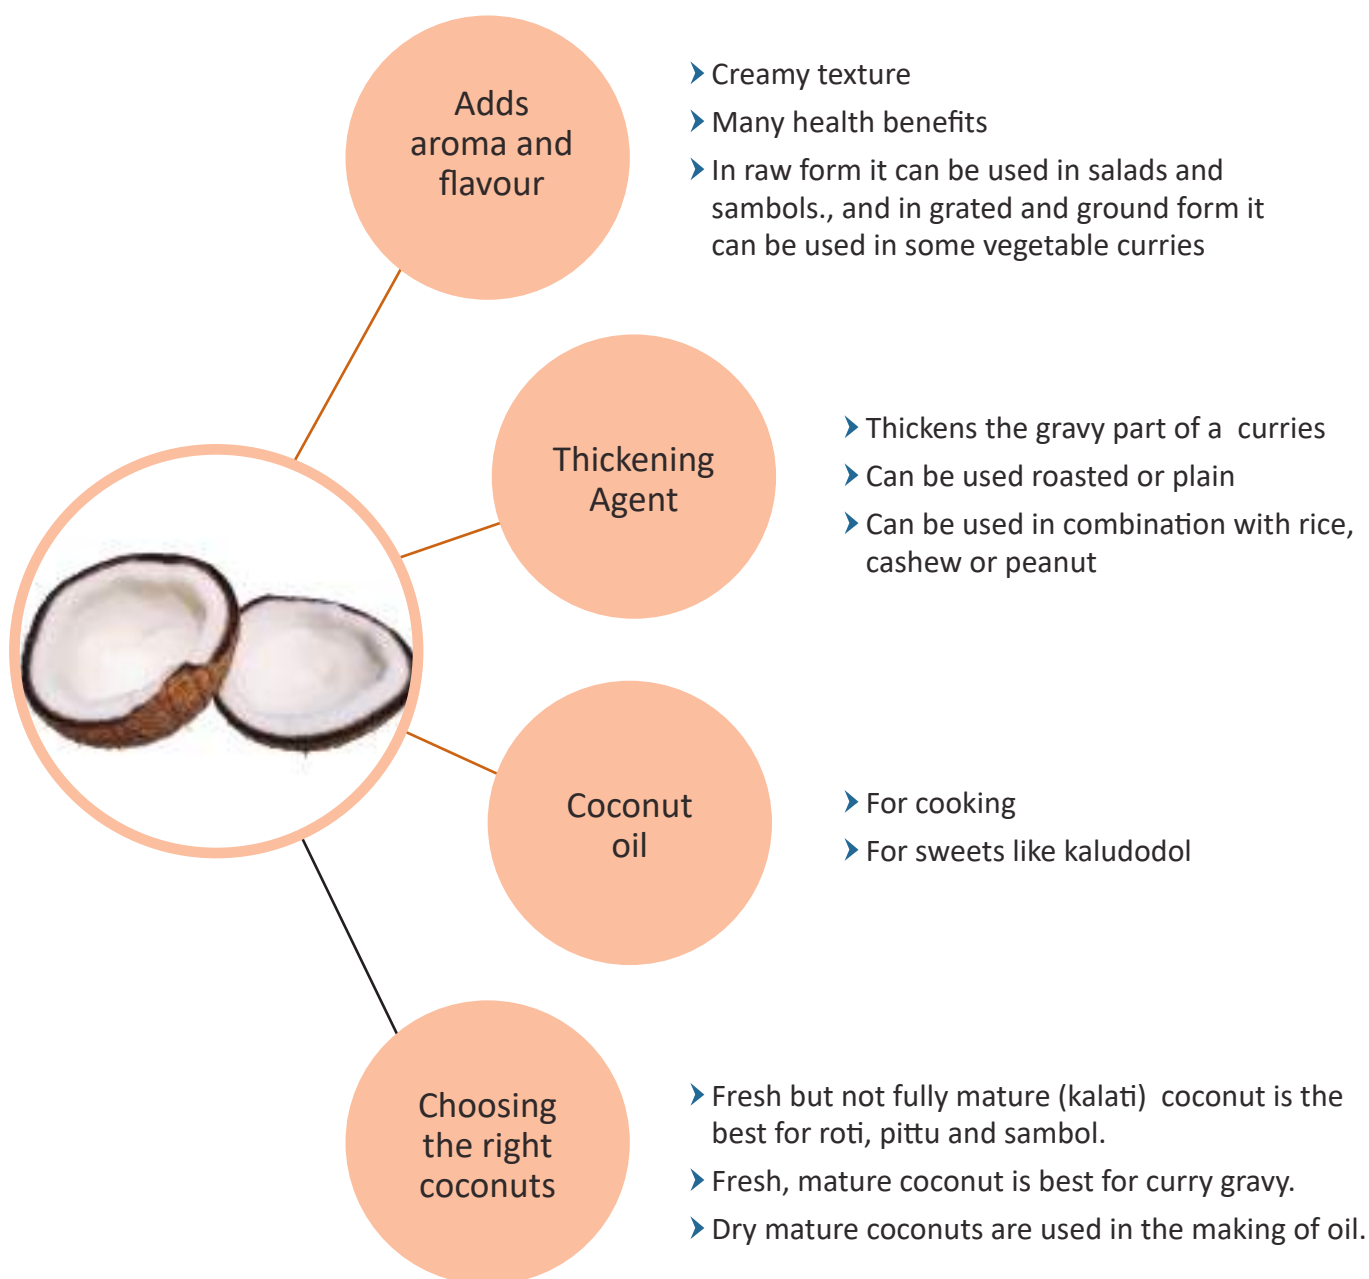 Adds
aroma and
flavour
Creamy texture
Many health benefits
In raw form it can be used in salads and
sambols., and in grated and ground form it
can be used in some vegetable curries
Thickening
Agent
Thickens the gravy part of a  curries
Can be used roasted or plain
Can be used in combination with rice,
cashew or peanut
Coconut
oil
For cooking
For sweets like kaludodol
Choosing
the right
coconuts
Fresh but not fully mature (kalati)  coconut is the
best for roti, pittu and sambol.
Fresh, mature coconut is best for curry gravy.
Dry mature coconuts are used in the making of oil.